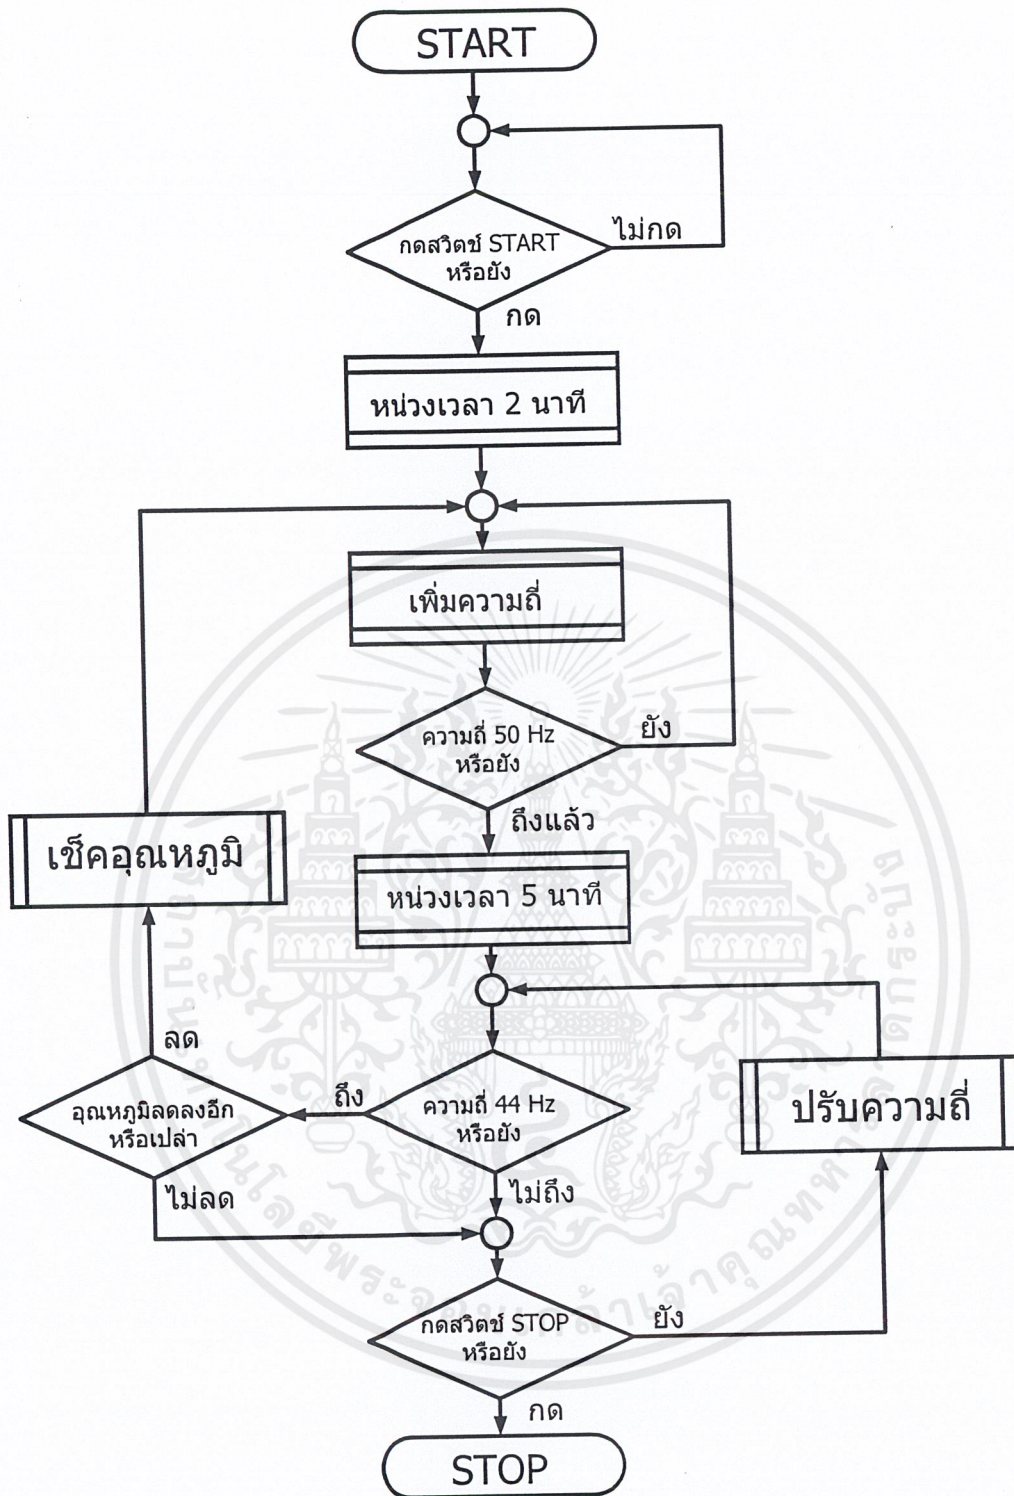 START
กดสวิตช์ START
หรือยัง
ไม่กด
กด
หน่วงเวลา 2 นาที
เพิ่มความถี่
ความถี่ 50 Hz
หรือยัง
ยัง
ถึงแล้ว
เช็คอุณหภูมิ
หน่วงเวลา 5 นาที
ลด
อุณหภูมิลดลงอีก
หรือเปล่า
ถึง
ความถี่ 44 Hz
หรือยัง
ปรับความถี่
ไม่ลด
ไม่ถึง
กดสวิตช์ STOP
หรือยัง
ยัง
กด
STOP